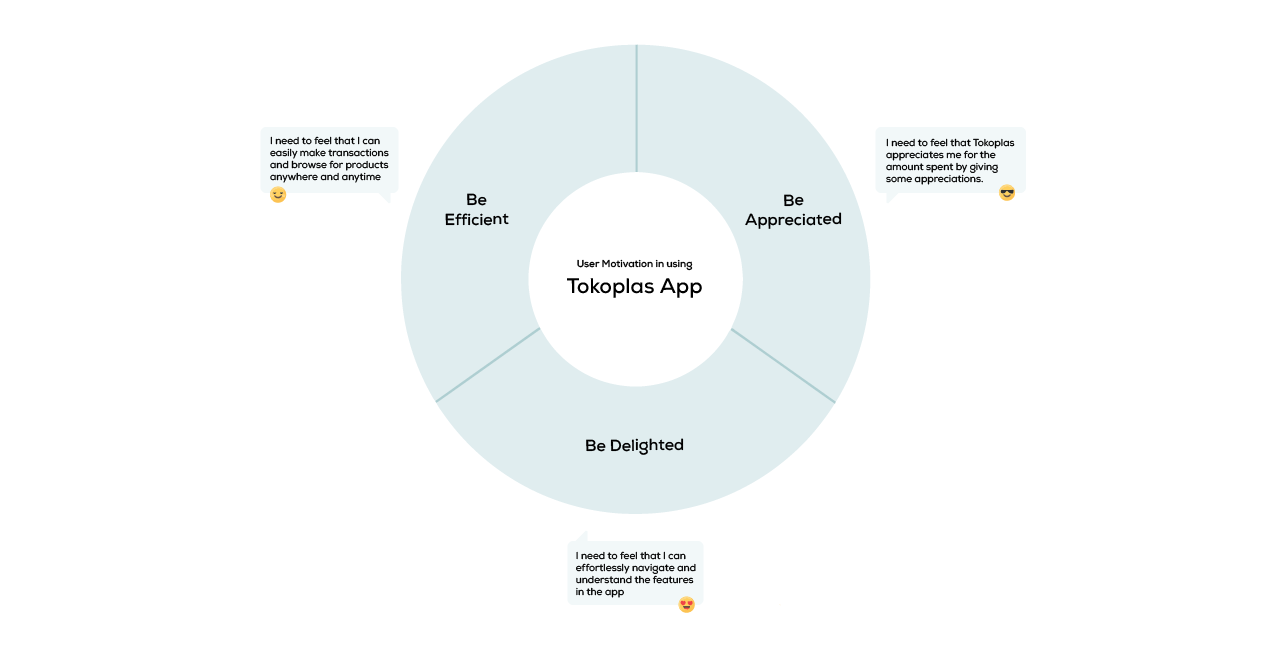 I need to feel that I can
easily make transactions
and browse for products
anywhere and anytime
Be
Efficient
I need to feel that Tokoplas
appreciates me for the
amount spent by giving
some appreciations.
Be
Appreciated
User Motivation in using
Tokoplas App
Be Delighted
I need to feel that I can
effortlessly navigate and
understand the features
in the app